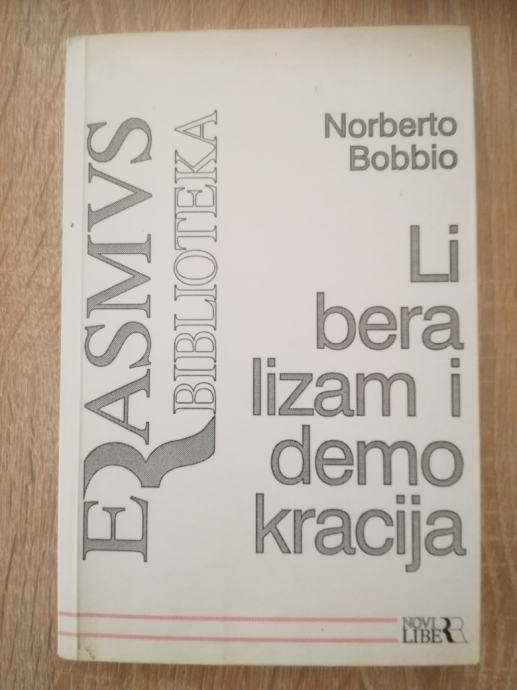 ERASMVS
BIBLIOTEKA
Norberto
Bobbio
Li
bera
lizam i
demo
kracija
NOVI
LIBER